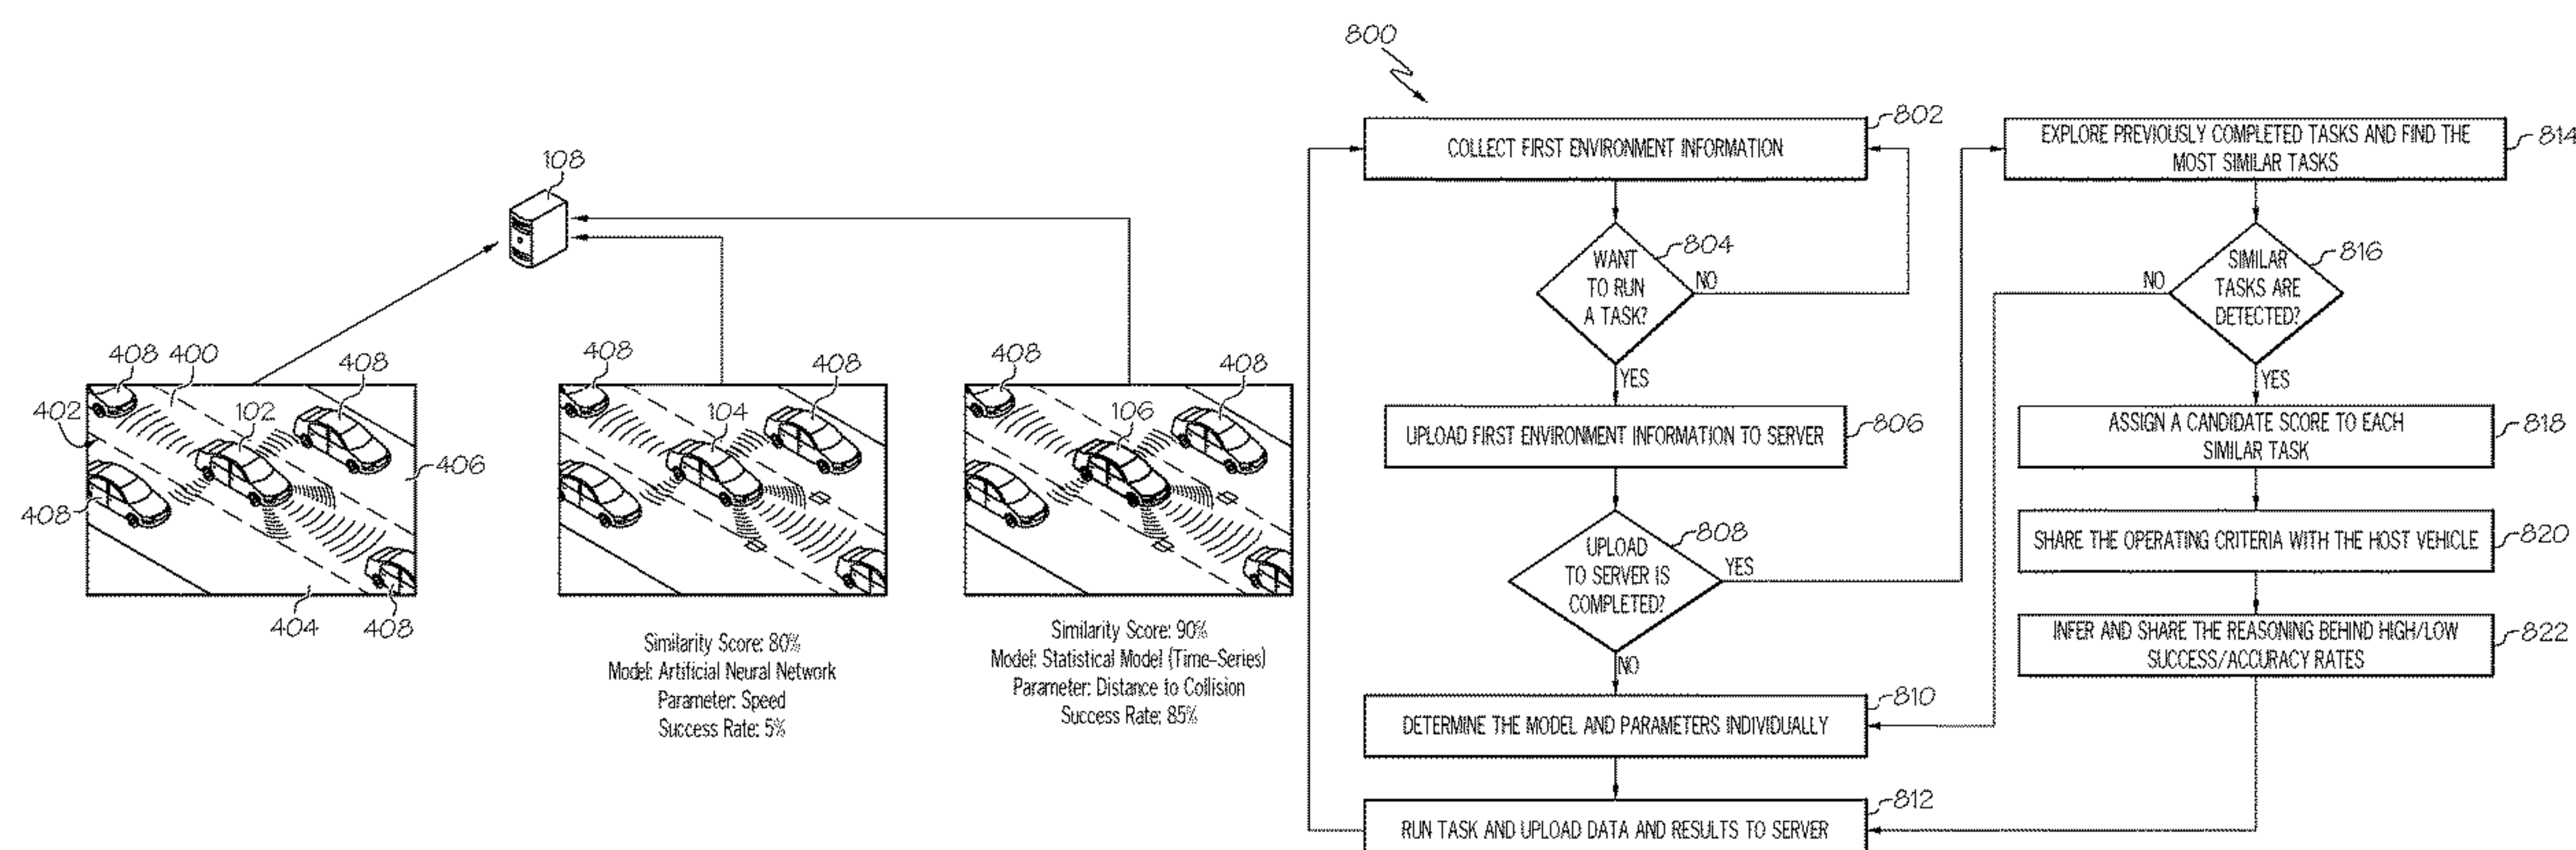 108
408
400
408
402
102
406
408
404
408
408
104
408
Similarity Score: 80%
Model: Artificial Neural Network
Parameter: Speed
Success Rate: 5%
408
106
408
Similarity Score: 90%
Model: Statistical Model (Time-Series)
Parameter: Distance to Collision
Success Rate: 85%
800
802
COLLECT FIRST ENVIRONMENT INFORMATION
804
WANT
TO RUN
A TASK?
NO
YES
806
UPLOAD FIRST ENVIRONMENT INFORMATION TO SERVER
808
UPLOAD
TO SERVER IS
COMPLETED?
YES
NO
810
DETERMINE THE MODEL AND PARAMETERS INDIVIDUALLY
812
RUN TASK AND UPLOAD DATA AND RESULTS TO SERVER
814
EXPLORE PREVIOUSLY COMPLETED TASKS AND FIND THE
MOST SIMILAR TASKS
816
SIMILAR
TASKS ARE
DETECTED?
NO
YES
818
ASSIGN A CANDIDATE SCORE TO EACH
SIMILAR TASK
820
SHARE THE OPERATING CRITERIA WITH THE HOST VEHICLE
822
INFER AND SHARE THE REASONING BEHIND HIGH/LOW
SUCCESS/ACCURACY RATES